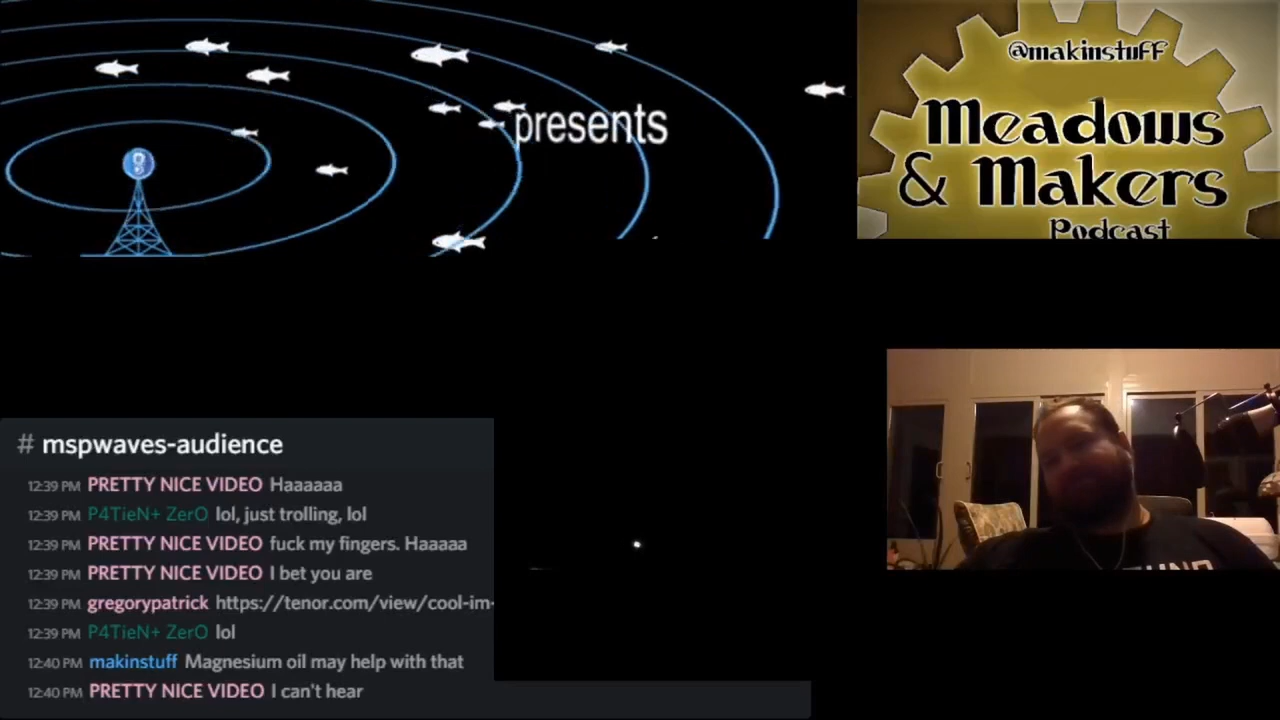 presents
@makinstuff
Meadows
& Makers
Podcast
# mspwaves-audience
12:39 PM PRETTY NICE VIDEO Haaaaaa
12:39 PM P4TieN+ ZerO lol, just trolling, lol
12:39 PM PRETTY NICE VIDEO fuck my fingers. Haaaaa
12:39 PM PRETTY NICE VIDEO I bet you are
12:39 PM gregorypatrick https://tenor.com/view/cool-im-
12:39 PM P4TieN+ ZerO lol
12:40 PM makinstuff Magnesium oil may help with that
12:40 PM PRETTY NICE VIDEO I can't hear